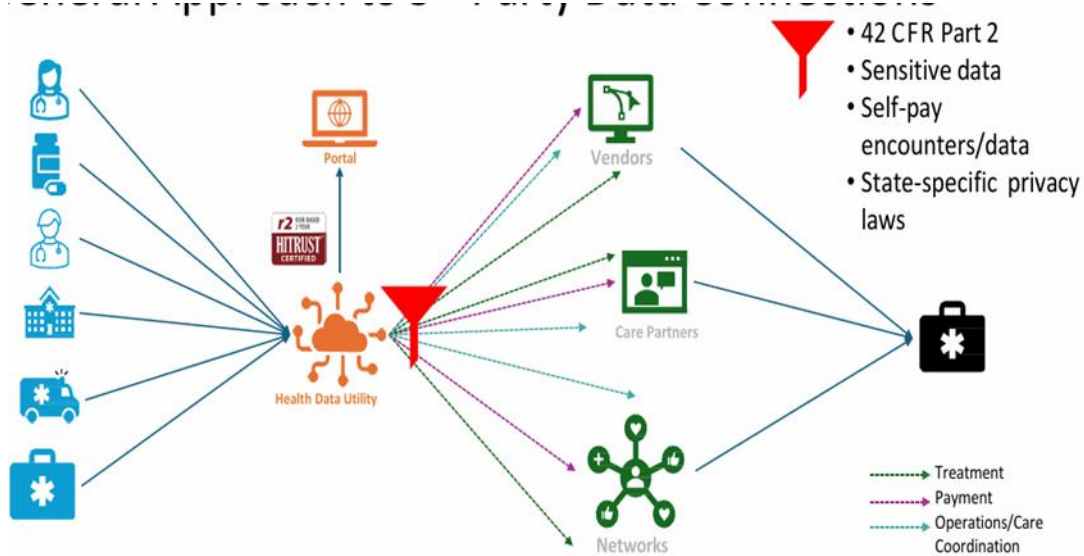 • 42 CFR Part 2
• Sensitive data
• Self-pay
encounters/data
• State-specific privacy
laws
Portal
r2
HITRUST
CERTIFIED
Vendors
Care Partners
Health Data Utility
Networks
Treatment
Payment
Operations/Care
Coordination